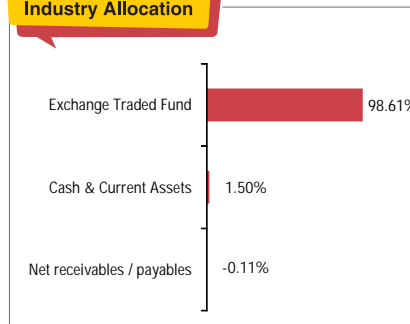 Industry Allocation
Exchange Traded Fund 98.61%
Cash & Current Assets 1.50%
Net receivables / payables -0.11%